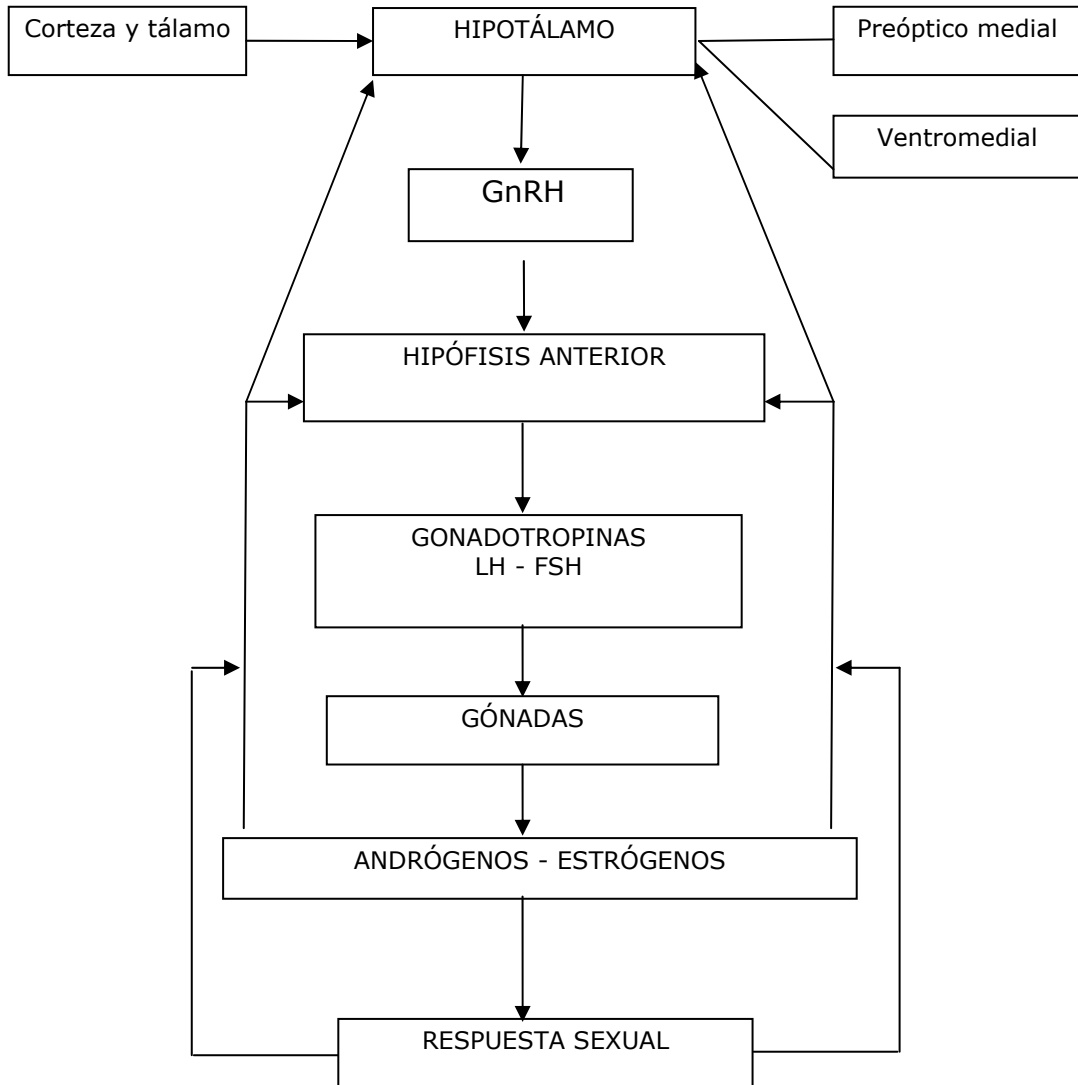 Corteza y tálamo
HIPOTÁLAMO
Preóptico medial
Ventromedial
GnRH
HIPÓFISIS ANTERIOR
GONADOTROPINAS
LH - FSH
GÓNADAS
ANDRÓGENOS - ESTRÓGENOS
RESPUESTA SEXUAL